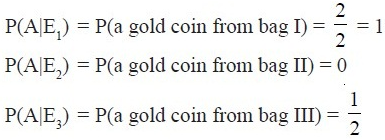 P(A|E₁) = P(a gold coin from bag I) = 2/2 = 1
P(A|E₂) = P(a gold coin from bag II) = 0
P(A|E₃) = P(a gold coin from bag III) = 1/2